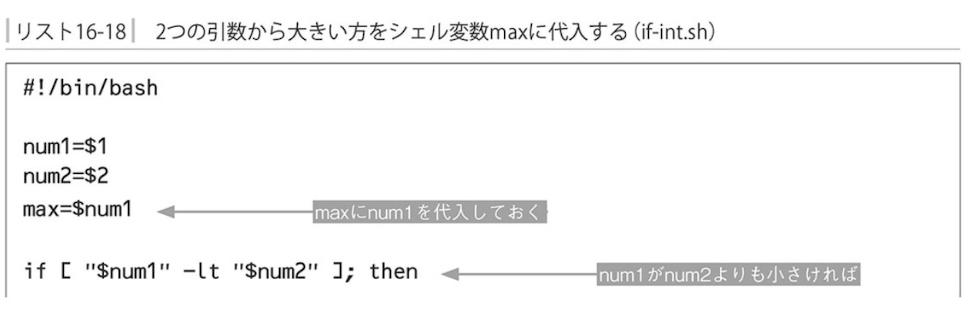 リスト16-18 2つの引数から大きい方をシェル変数maxに代入する（if-int.sh）
#!/bin/bash
num1=$1
num2=$2
max=$num1 maxにnum1を代入しておく
if [ "$num1" -lt "$num2" ]; then num1がnum2よりも小さければ